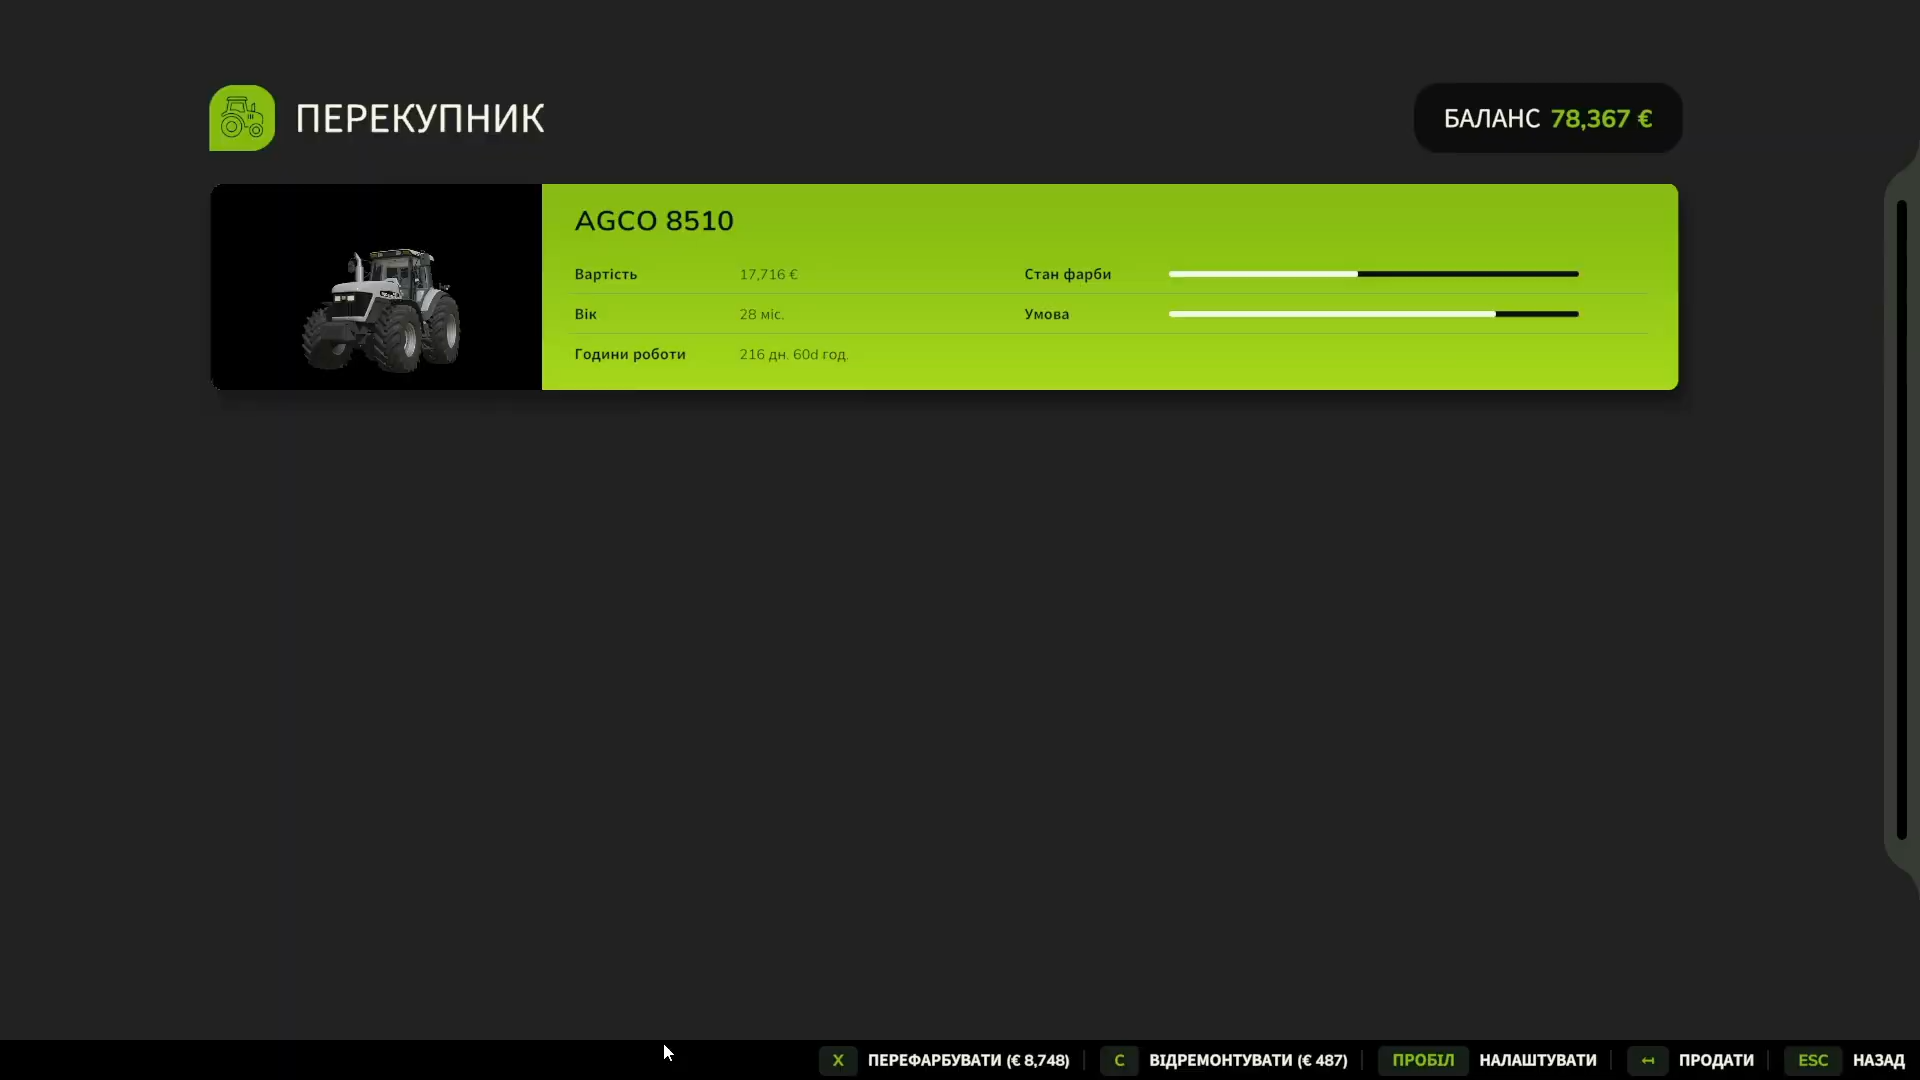 ПЕРЕКУПНИК
БАЛАНС 78,367 €
AGCO 8510
Вартість 17,716 € Стан фарби
Вік 28 міс. Умова
Години роботи 216 дн. 60d год.
X ПЕРЕФАРБУВАТИ (€ 8,748) C ВІДРЕМОНТУВАТИ (€ 487) ПРОБІЛ НАЛАШТУВАТИ ↔ ПРОДАТИ ESC НАЗАД